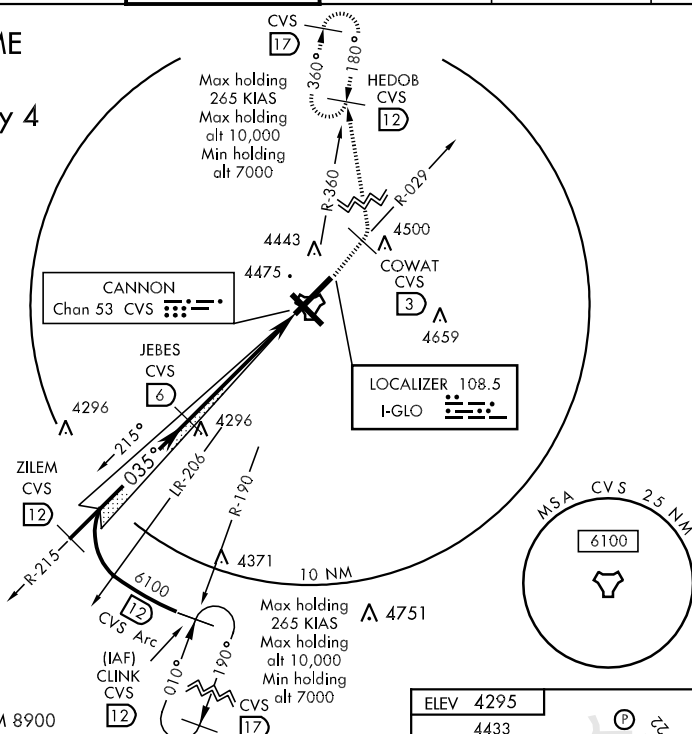 ME
y 4
CVS
17
360°
180°
HEDOB
CVS
12
Max holding
265 KIAS
Max holding
alt 10,000
Min holding
alt 7000
R-360
R-029
4443
4500
4475
COWAT
CVS
3
4659
CANNON
Chan 53 CVS
LOCALIZER 108.5
I-GLO
JEBES
CVS
6
4296
4296
215°
035°
LR-206
R-190
ZILEM
CVS
12
R-215
4371
10 NM
6100
12
CVS Arc
MSA CVS 25 NM
6100
Max holding
265 KIAS
Max holding
alt 10,000
Min holding
alt 7000
4751
(IAF)
CLINK
CVS
12
010°
190°
CVS
17
M 8900
ELEV 4295
4433
P
22